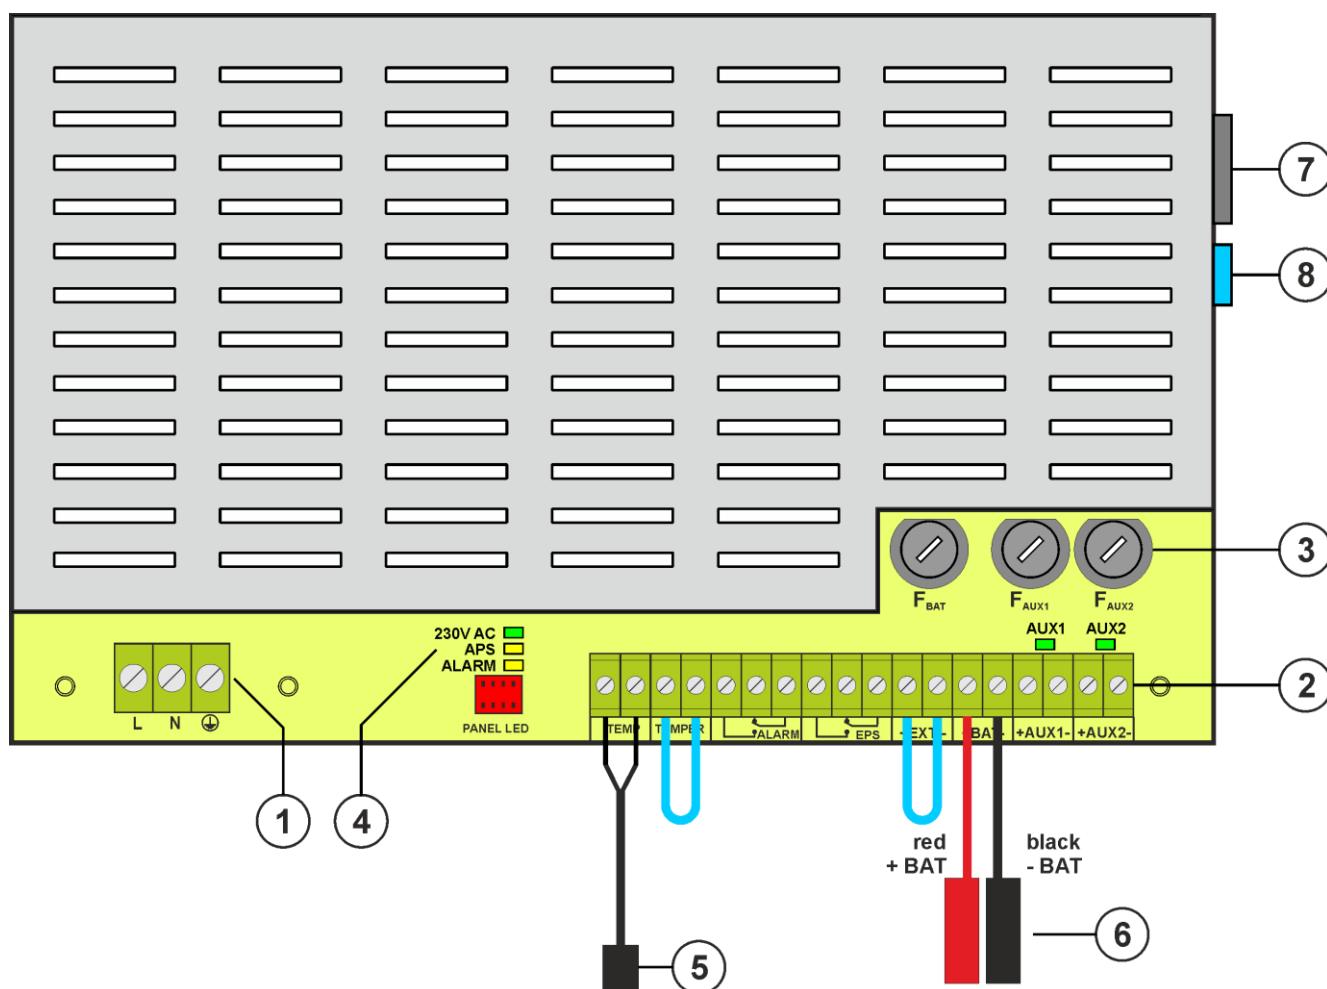 7
8
3
F BAT
F AUX1
F AUX2
230V AC
APS
ALARM
AUX1
AUX2
2
L N
PANEL LED
TEMP
TEMPER
ALARM
EPS
-EXT-
+BAT-
+AUX1-
+AUX2-
1
4
red
+ BAT
black
- BAT
6
5